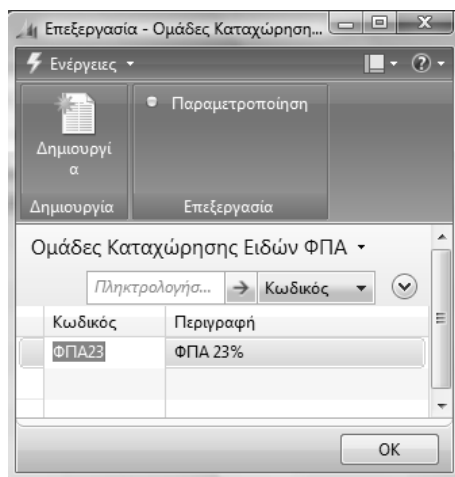 Επεξεργασία - Ομάδες Καταχώρηση...
Ενέργειες
Δημιουργί
α
Παραμετροποίηση
Δημιουργία
Επεξεργασία
Ομάδες Καταχώρησης Ειδών ΦΠΑ
Πληκτρολογήσ... Κωδικός
Κωδικός Περιγραφή
ΦΠΑ23 ΦΠΑ 23%
OK